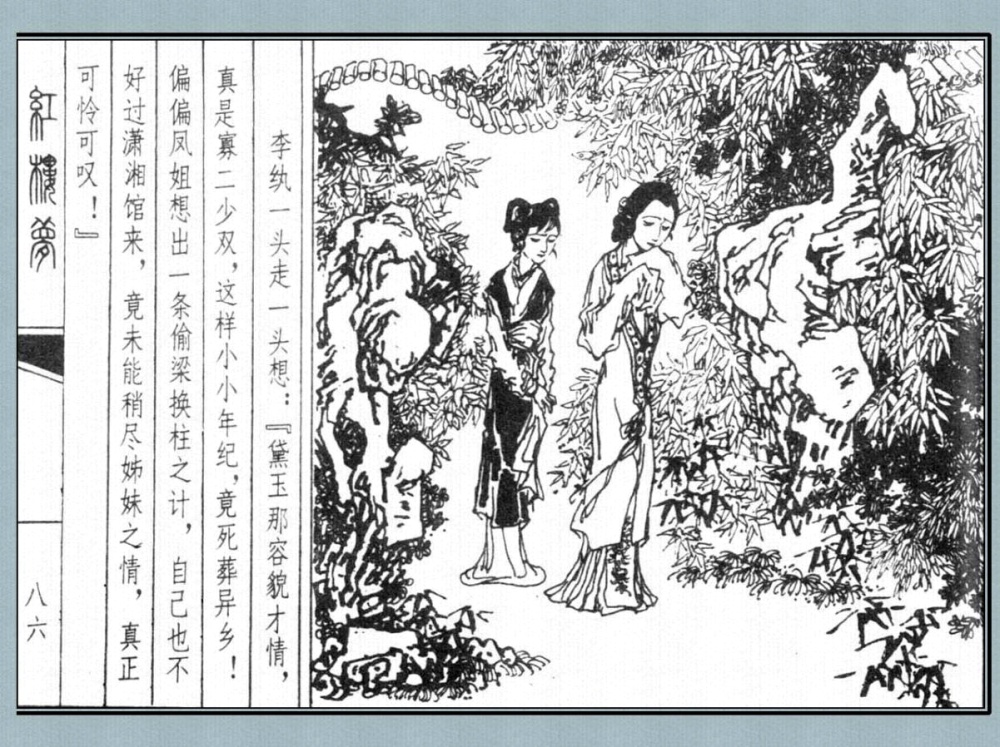 李纨一头走一头想：『黛玉那容貌才情，
真是寡二少双，这样小小年纪，竟死葬异乡！
偏偏凤姐想出一条偷梁换柱之计，自己也不
好过潇湘馆来，竟未能稍尽姊妹之情，真正
可怜可叹！』
紅樓夢
八六